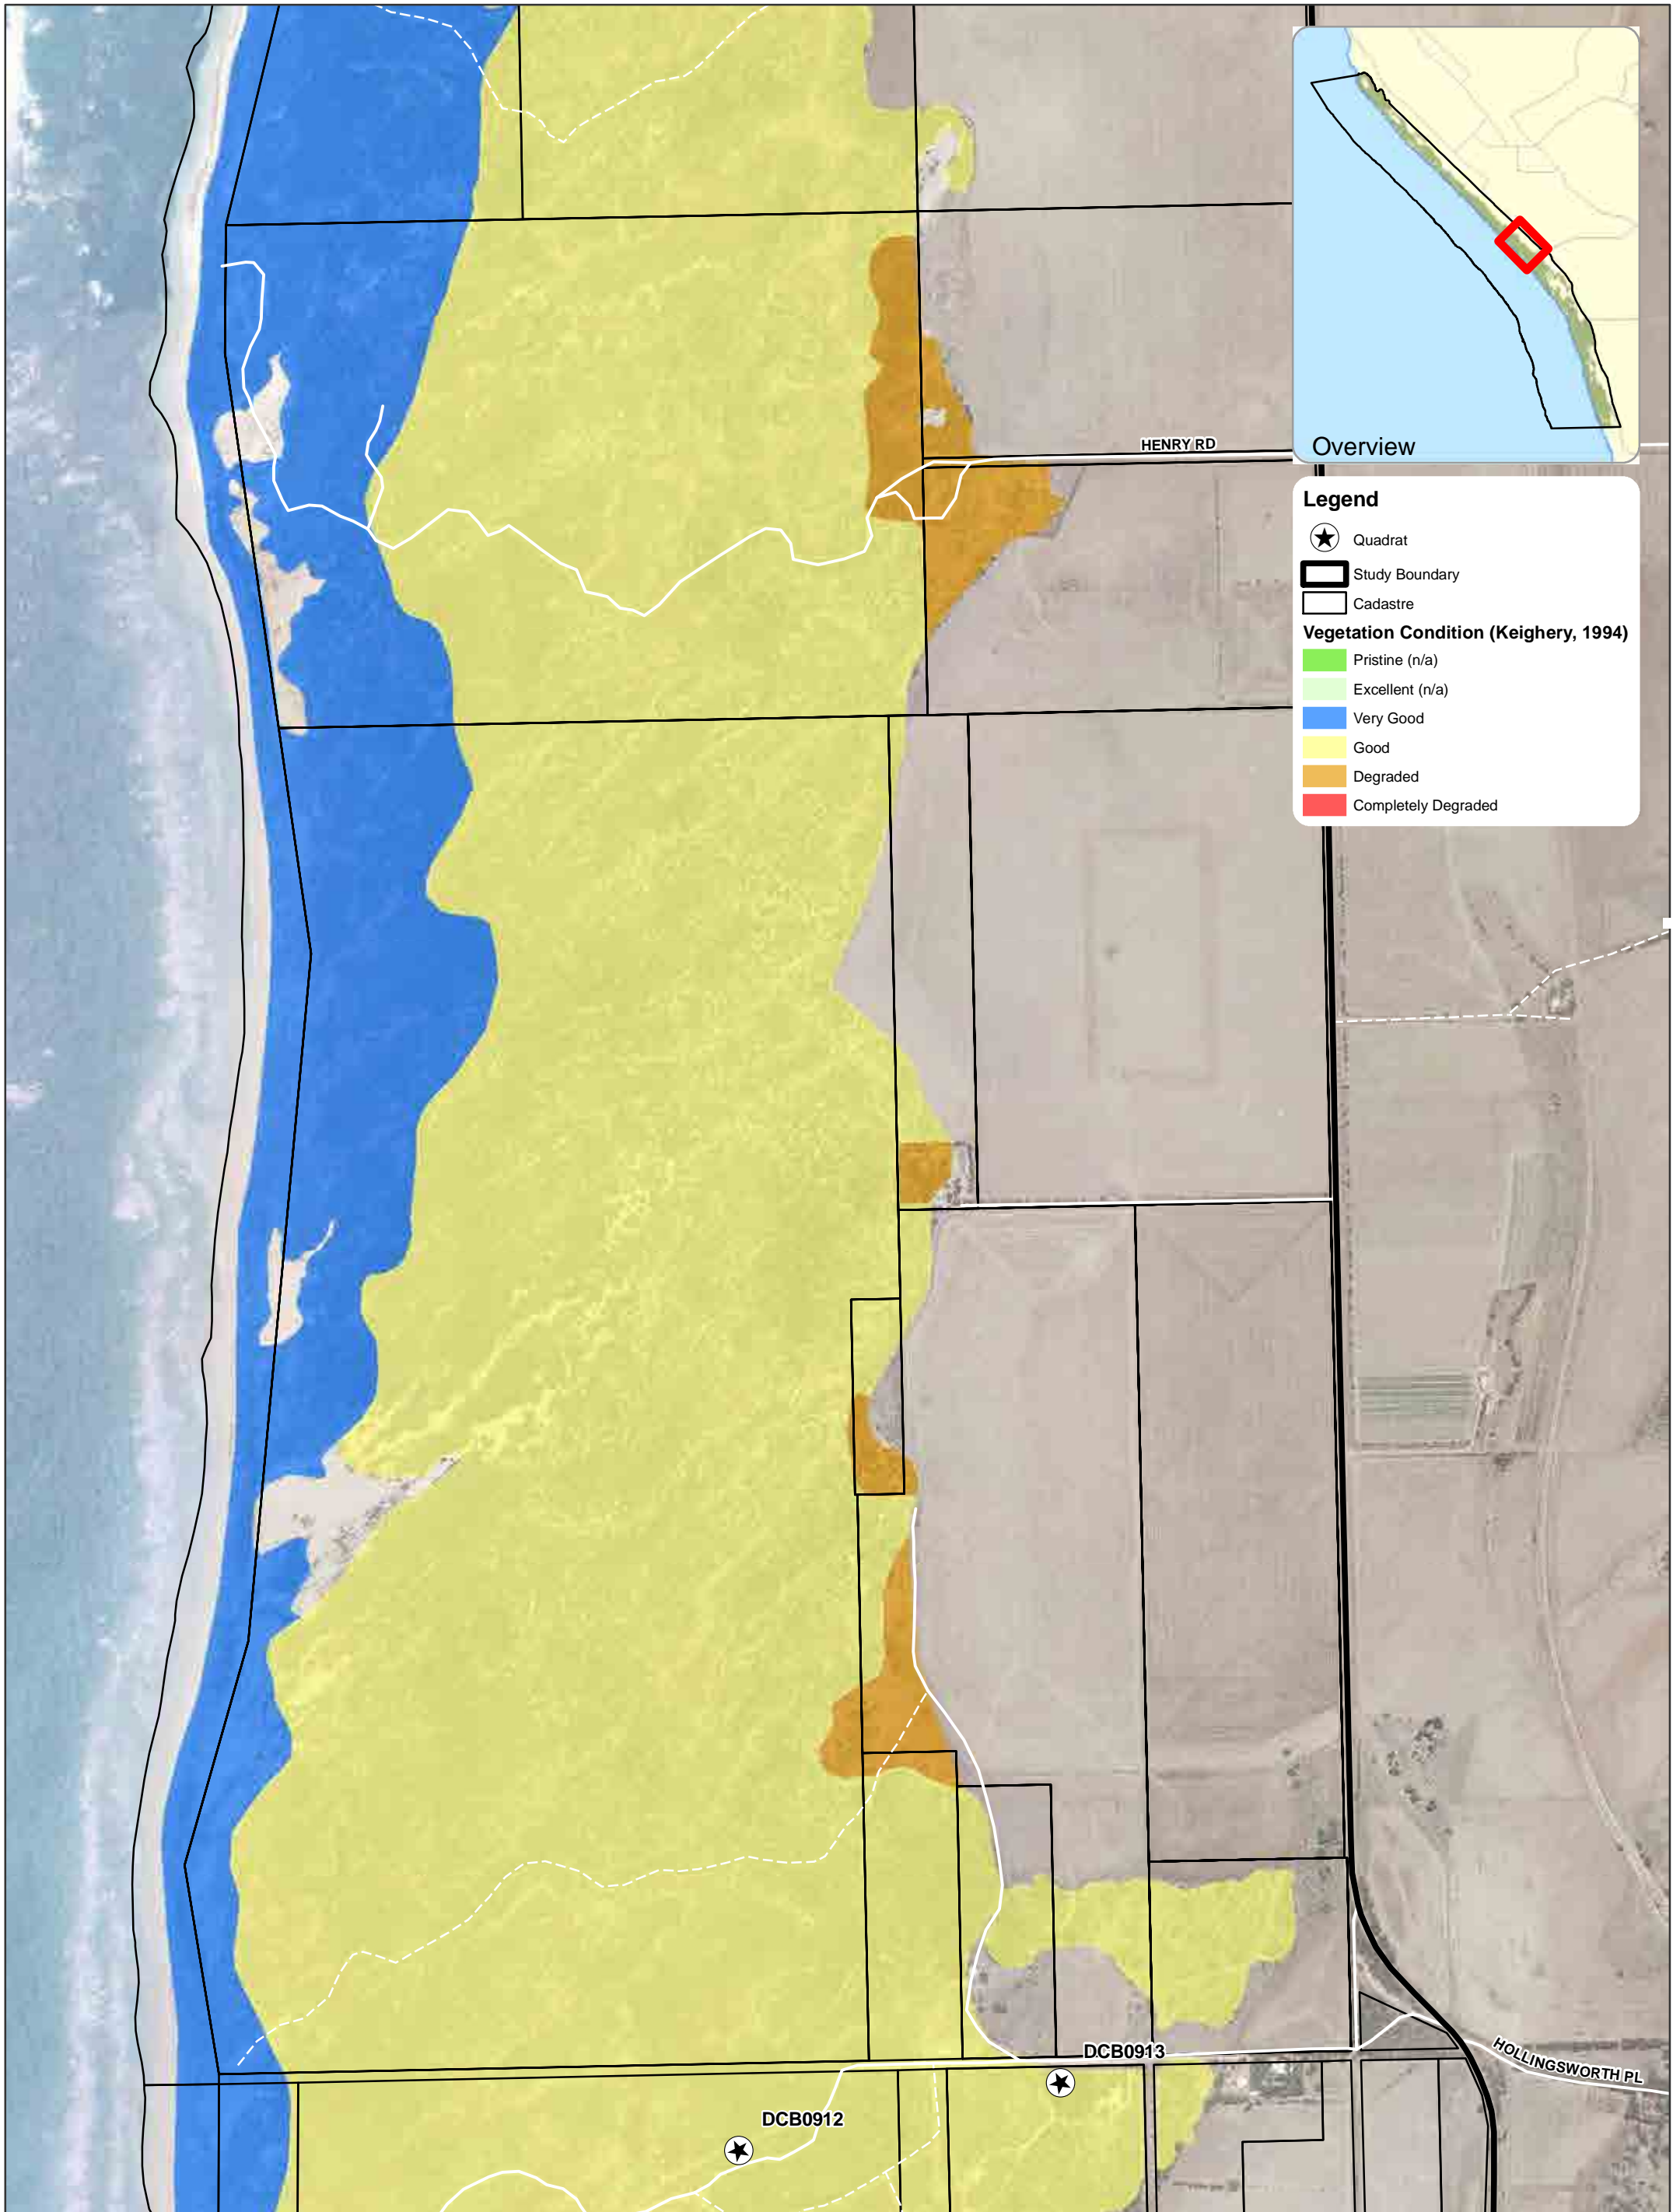 Overview
HENRY RD
Legend
Quadrat
Study Boundary
Cadastre
Vegetation Condition (Keighery, 1994)
Pristine (n/a)
Excellent (n/a)
Very Good
Good
Degraded
Completely Degraded
DCB0913
HOLLINGSWORTH PL
DCB0912